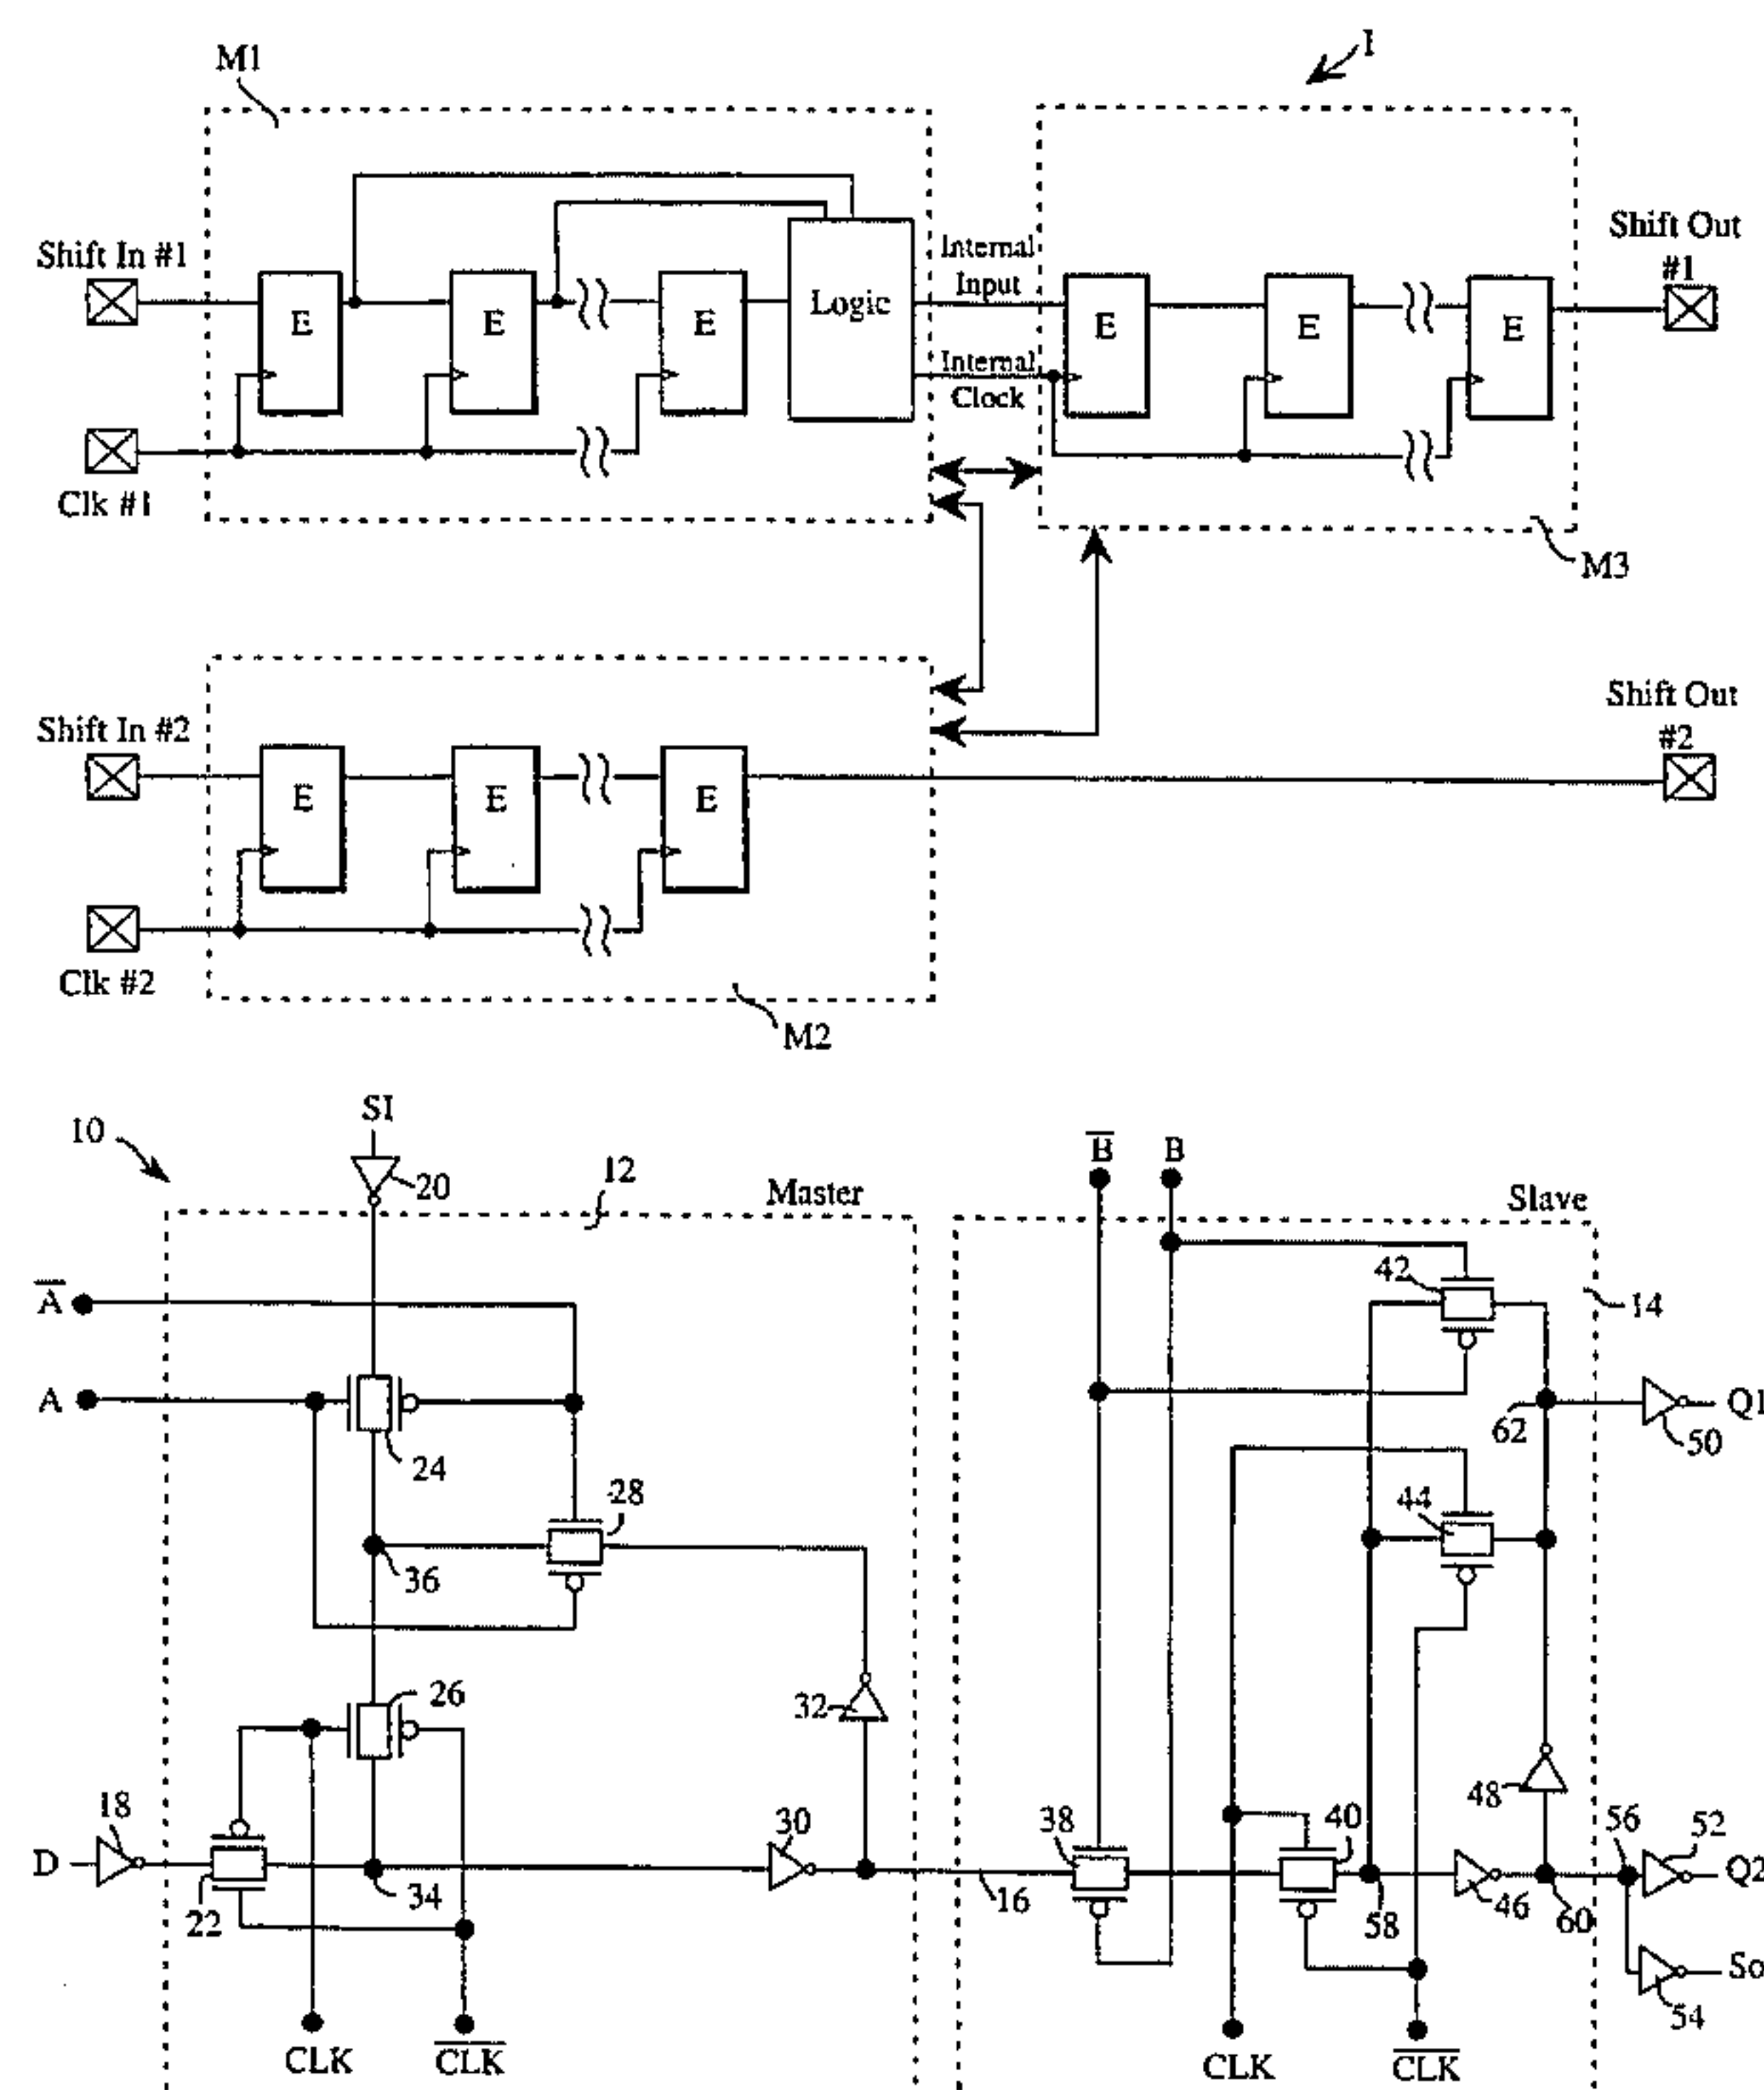 M1
I
Shift In #1
E
E
E
Logic
Internal
Input
Internal
Clock
E
E
E
Shift Out
#1
Clk #1
M3
Shift In #2
E
E
E
Shift Out
#2
Clk #2
M2
10
SI
20
12
Master
B̅
B
Slave
A̅
42
14
A
24
62
Q1
50
28
44
36
26
32
48
D
18
22
34
30
16
38
40
58
46
60
56
52
Q2
So
54
CLK
C̅L̅K̅
CLK
C̅L̅K̅